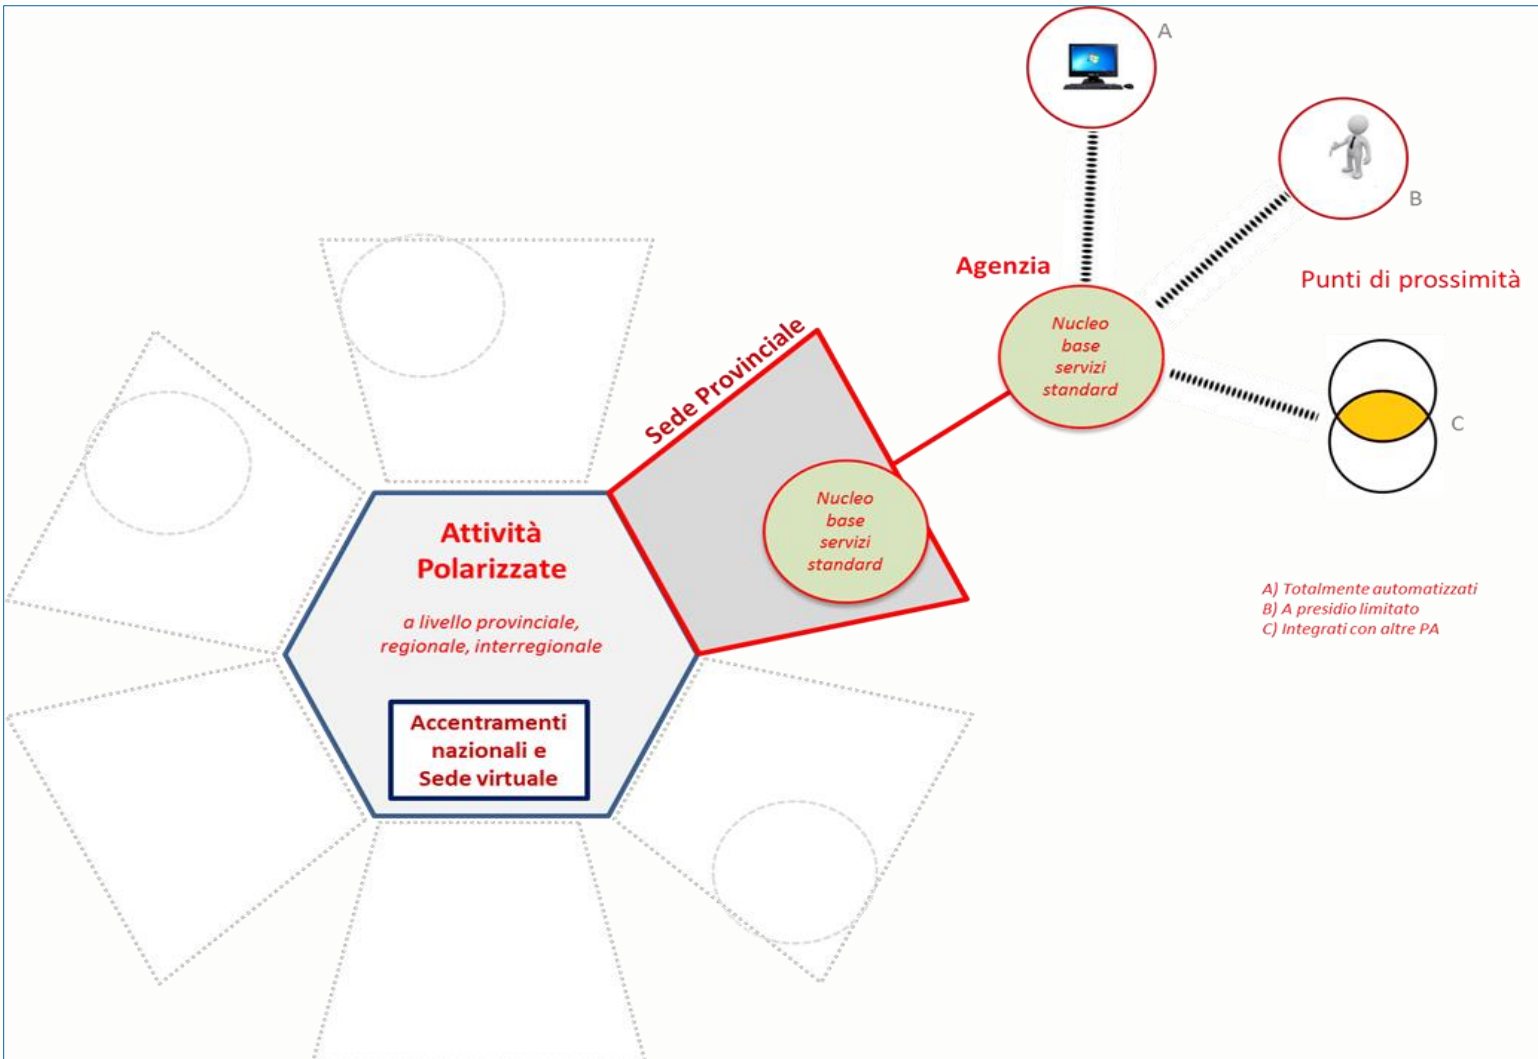 A
B
Agenzia
Punti di prossimità
Nucleo
base
servizi
standard
C
Sede Provinciale
Nucleo
base
servizi
standard
Attività
Polarizzate
a livello provinciale,
regionale, interregionale
Accentramenti
nazionali e
Sede virtuale
A) Totalmente automatizzati
B) A presidio limitato
C) Integrati con altre PA